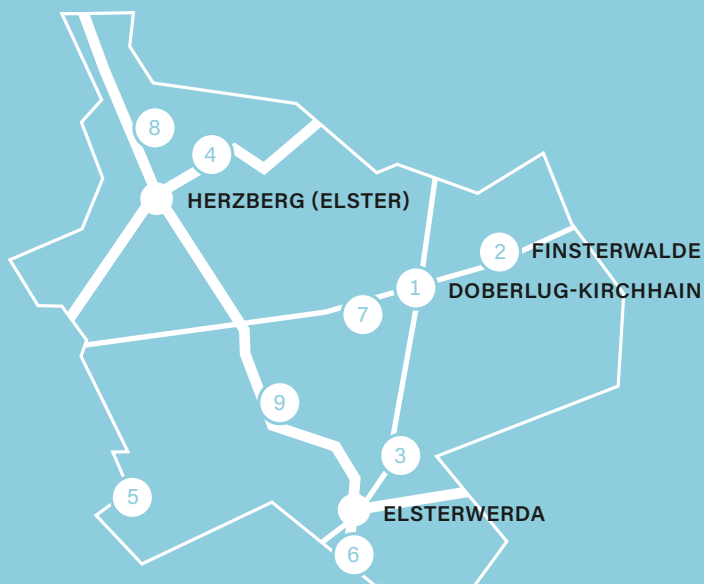 8
4
HERZBERG (ELSTER)
2 FINSTERWALDE
1 DOBERLUG-KIRCHHAIN
7
9
3
5
ELSTERWERDA
6